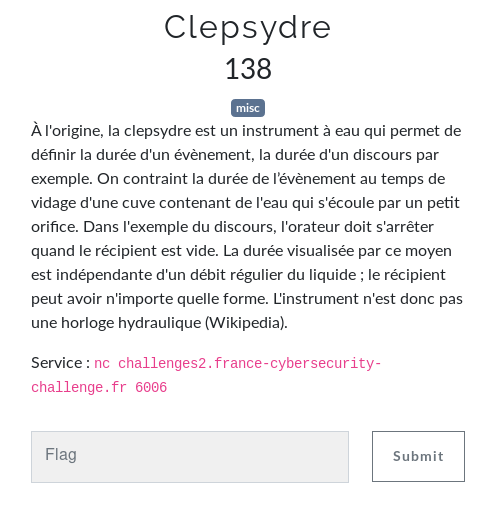 Clepsydre
138
misc
À l'origine, la clepsydre est un instrument à eau qui permet de
définir la durée d'un évènement, la durée d'un discours par
exemple. On contraint la durée de l’évènement au temps de
vidage d'une cuve contenant de l'eau qui s'écoule par un petit
orifice. Dans l'exemple du discours, l'orateur doit s'arrêter
quand le récipient est vide. La durée visualisée par ce moyen
est indépendante d'un débit régulier du liquide ; le récipient
peut avoir n'importe quelle forme. L'instrument n'est donc pas
une horloge hydraulique (Wikipedia).
Service : nc challenges2.france-cybersecurity-
challenge.fr 6006
Flag
Submit